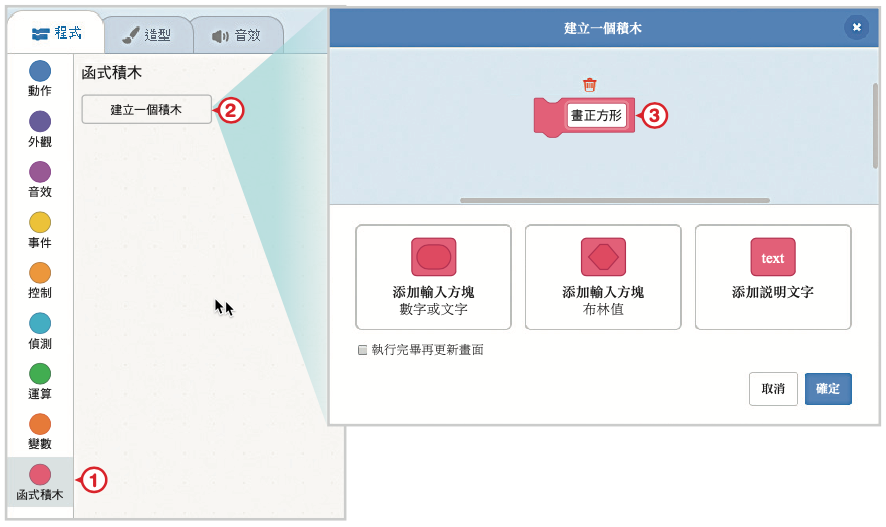 程式
造型
音效
函式積木
建立一個積木
②
動作
外觀
音效
事件
控制
偵測
運算
變數
函式積木
①
建立一個積木
畫正方形
③
添加輸入方塊
數字或文字
添加輸入方塊
布林值
text
添加說明文字
執行完畢再更新畫面
取消
確定